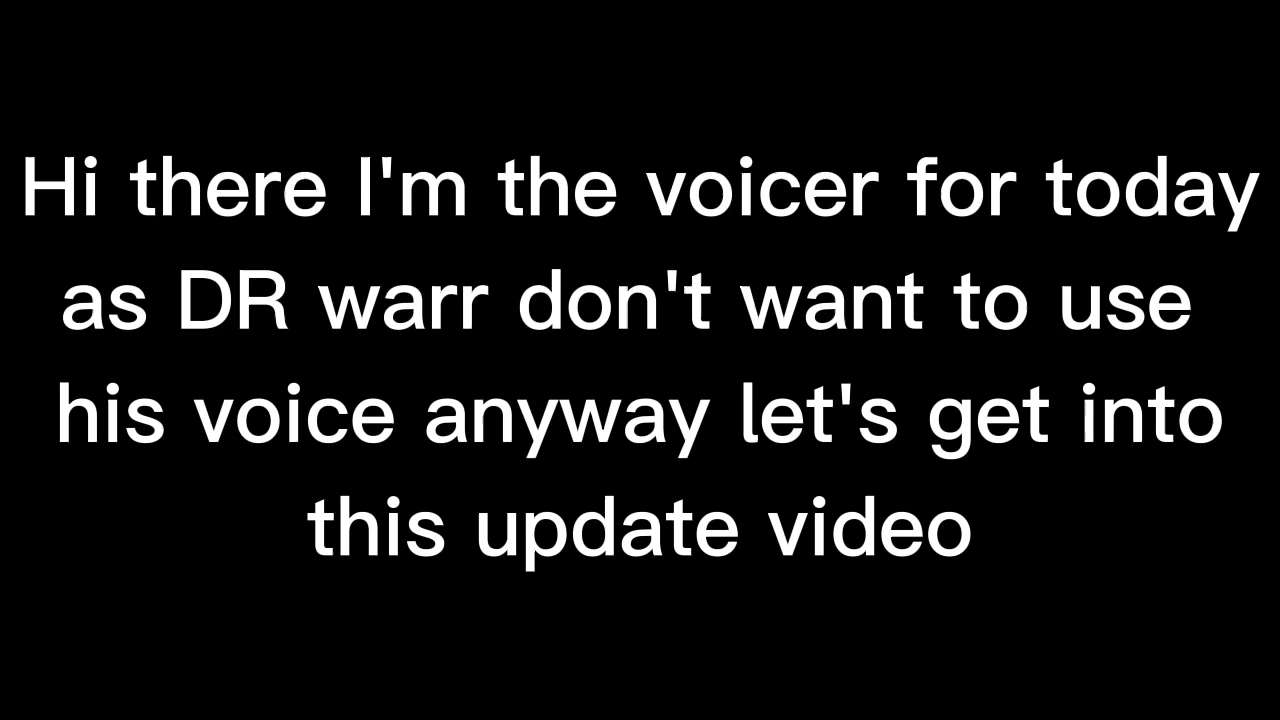 Hi there I'm the voicer for today
as DR warr don't want to use
his voice anyway let's get into
this update video